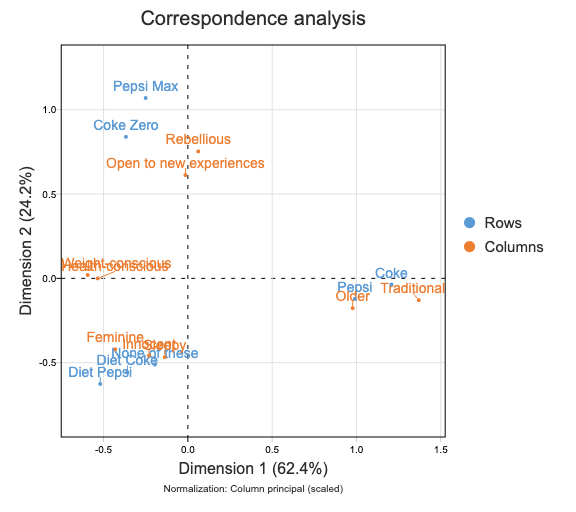 Correspondence analysis
Pepsi Max
1.0
Coke Zero
Rebellious
Open to new experiences
0.5
Weight-conscious
Health-conscious
Rows
Columns
Dimension 2 (24.2%)
0.0
Coke
Pepsi
Traditional
Older
Feminine
Innocent
None of these
Diet Coke
-0.5
Diet Pepsi
-0.5
0.0
0.5
1.0
1.5
Dimension 1 (62.4%)
Normalization: Column principal (scaled)